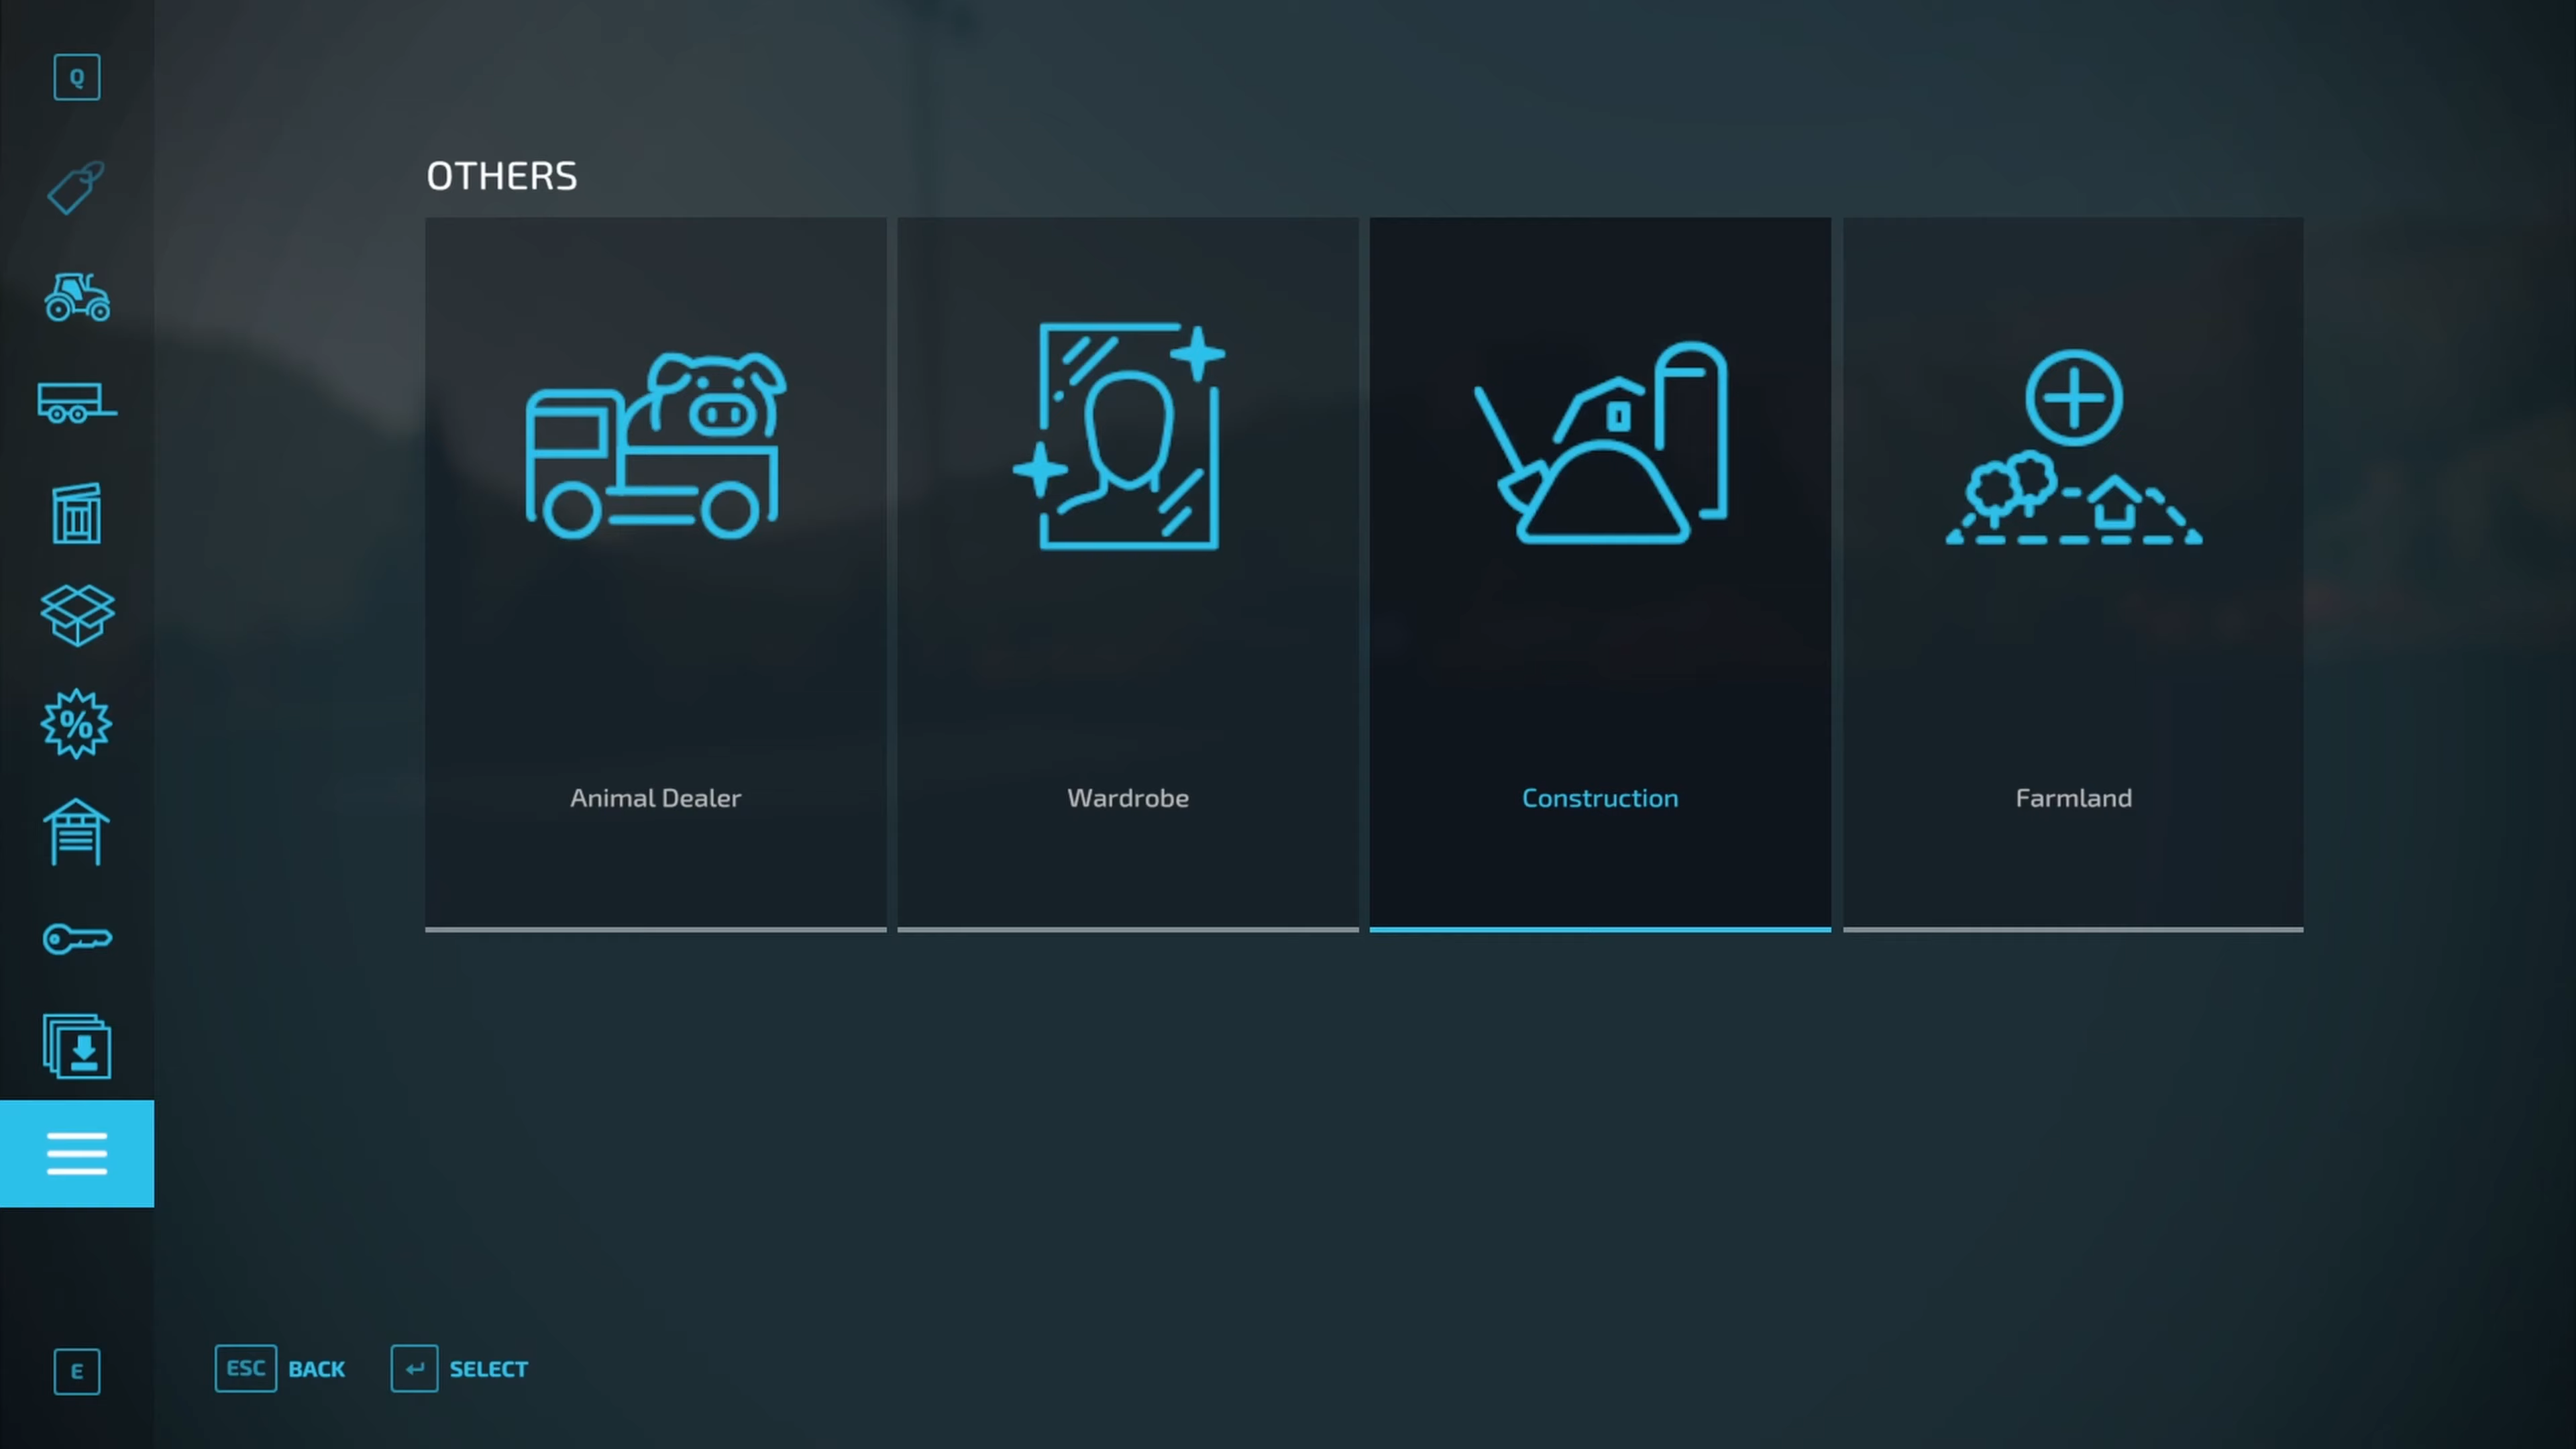 Q
OTHERS
Animal Dealer
Wardrobe
Construction
Farmland
%
E
ESC BACK
SELECT